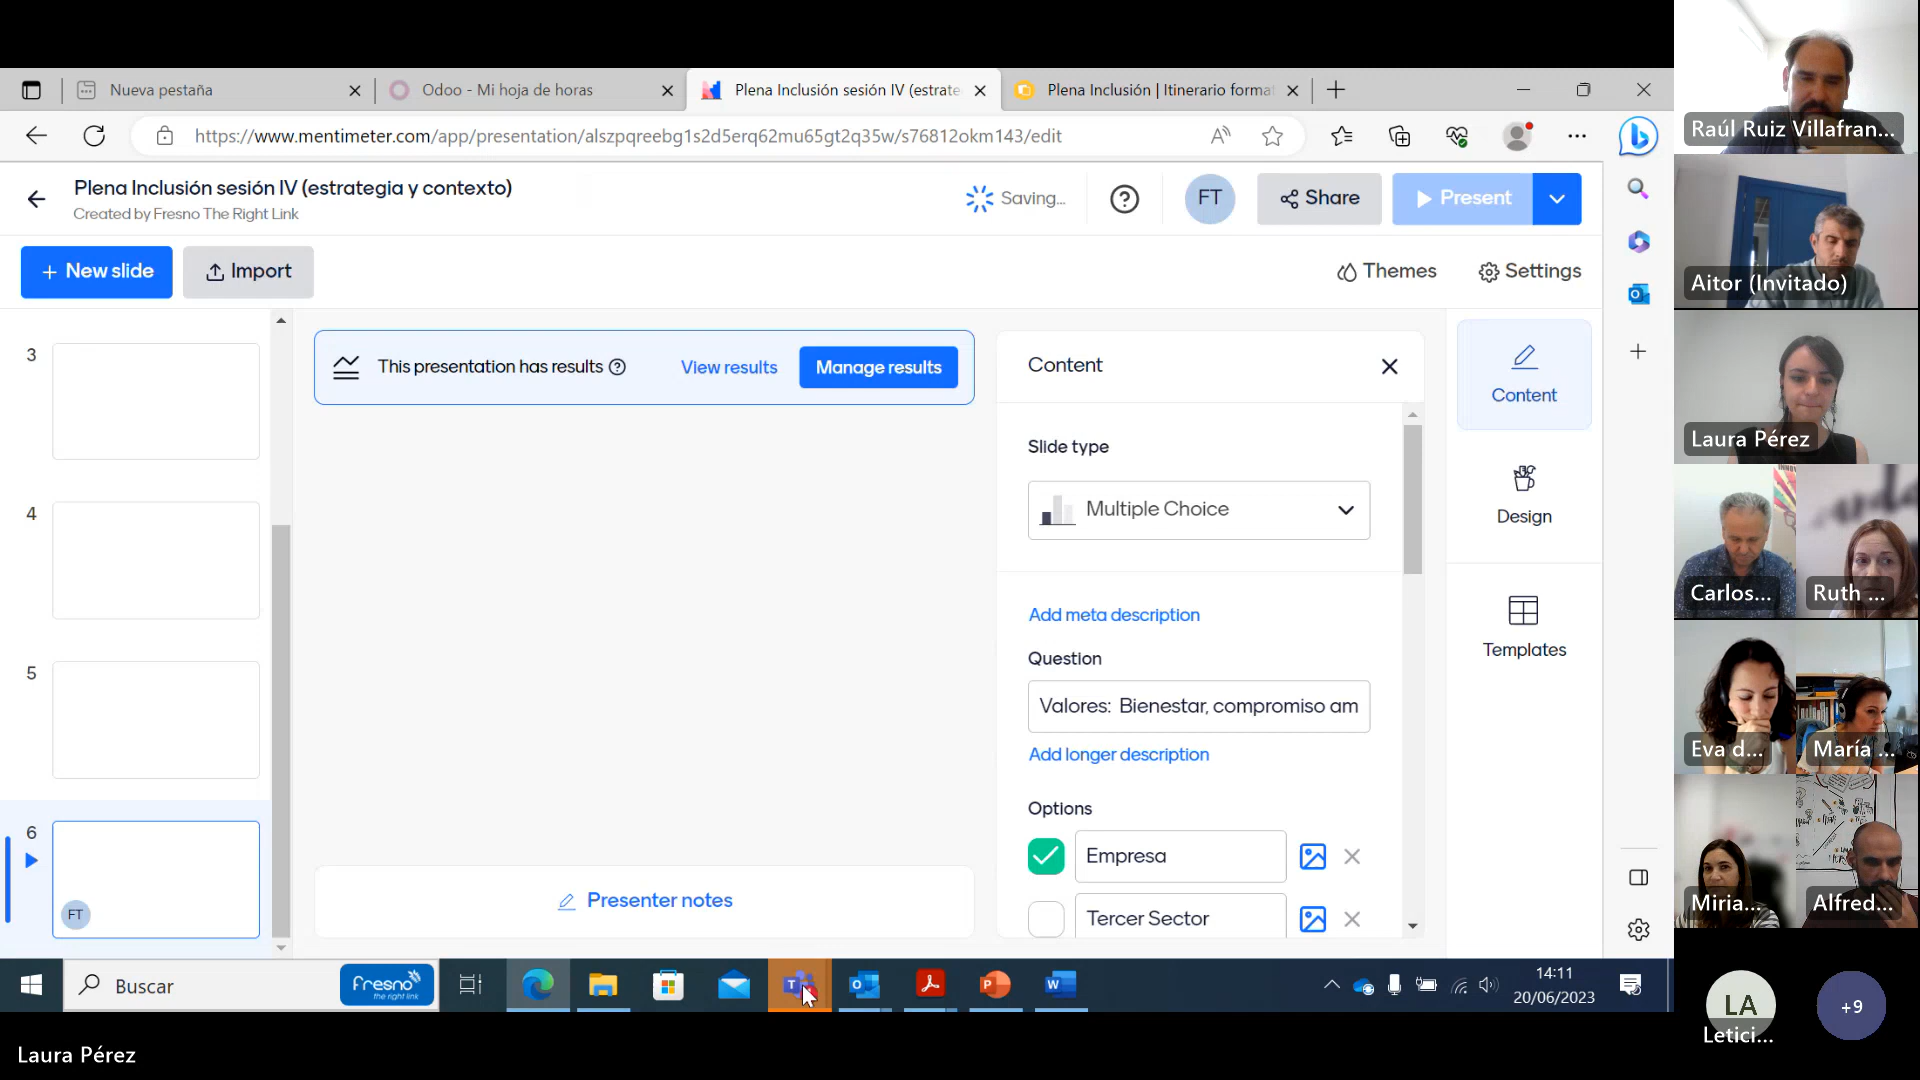 Nueva pestaña
Odoo - Mi hoja de horas
Plena Inclusión sesión IV (estrate
Plena Inclusión | Itinerario forma
https://www.mentimeter.com/app/presentation/alszpqreebg1s2d5erq62mu65gt2q35w/s76812okm143/edit
Plena Inclusión sesión IV (estrategia y contexto)
Created by Fresno The Right Link
Saving...
FT
Share
Present
New slide
Import
Themes
Settings
3
4
5
6
FT
This presentation has results
View results
Manage results
Presenter notes
Content
Slide type
Multiple Choice
Add meta description
Question
Valores: Bienestar, compromiso am
Add longer description
Options
Empresa
Tercer Sector
Content
Design
Templates
Buscar
Fresno
the right link
14:11
20/06/2023
Laura Pérez
Raúl Ruiz Villafran...
Aitor (Invitado)
Laura Pérez
Carlos...
Ruth ...
Eva d...
María ...
Miria...
Alfred...
LA
Letici...
+9